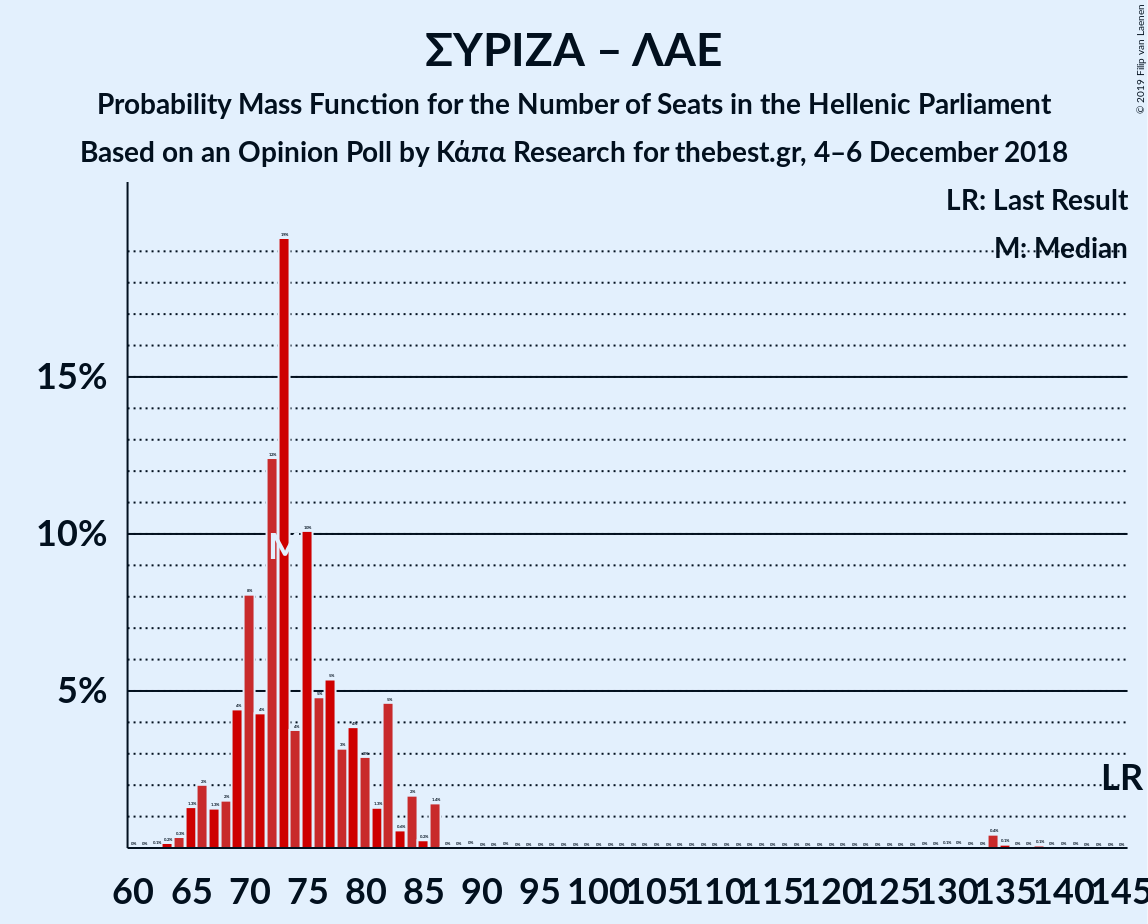 ΣΥΡΙΖΑ – ΛΑΕ
Probability Mass Function for the Number of Seats in the Hellenic Parliament
Based on an Opinion Poll by Κάπα Research for thebest.gr, 4–6 December 2018
© 2019 Filip van Laenen
LR: Last Result
M: Median
15%
10%
5%
M
LR
60 65 70 75 80 85 90 95 100 105 110 115 120 125 130 135 140 145